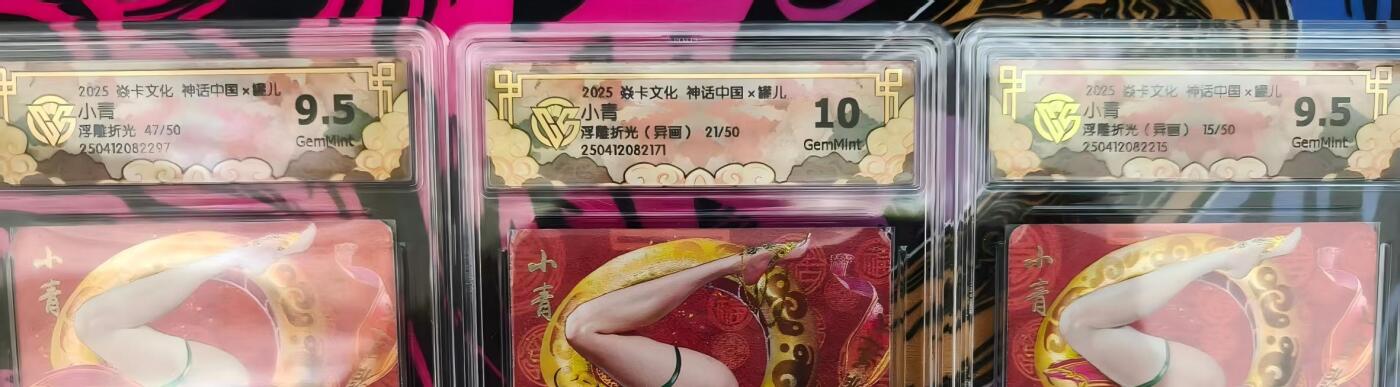 2025 焱卡文化 神话中国×罐儿
小青
浮雕折光 47/50
250412082297
9.5
GemMint
小青
2025 焱卡文化 神话中国×罐儿
小青
浮雕折光（异画） 21/50
250412082171
10
GemMint
小青
2025 焱卡文化 神话中国×罐儿
小青
浮雕折光（异画） 15/50
250412082215
9.5
GemMint
小青